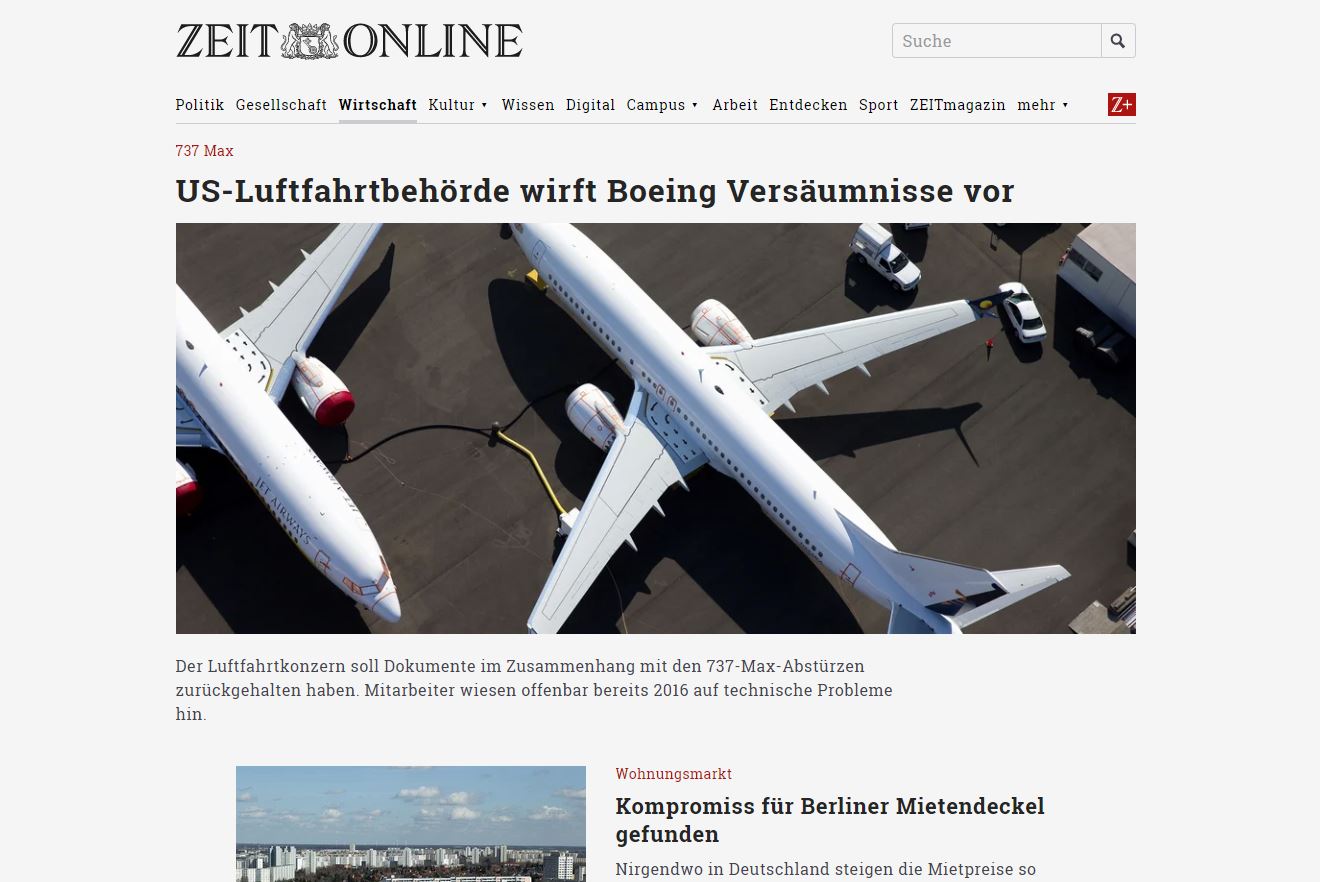 ZEIT ONLINE
Suche
Politik Gesellschaft Wirtschaft Kultur ▼ Wissen Digital Campus ▼ Arbeit Entdecken Sport ZEITmagazin mehr ▼ Z+
737 Max
US-Luftfahrtbehörde wirft Boeing Versäumnisse vor
JET AIRWAYS
Der Luftfahrtkonzern soll Dokumente im Zusammenhang mit den 737-Max-Abstürzen
zurückgehalten haben. Mitarbeiter wiesen offenbar bereits 2016 auf technische Probleme
hin.
Wohnungsmarkt
Kompromiss für Berliner Mietendeckel
gefunden
Nirgendwo in Deutschland steigen die Mietpreise so